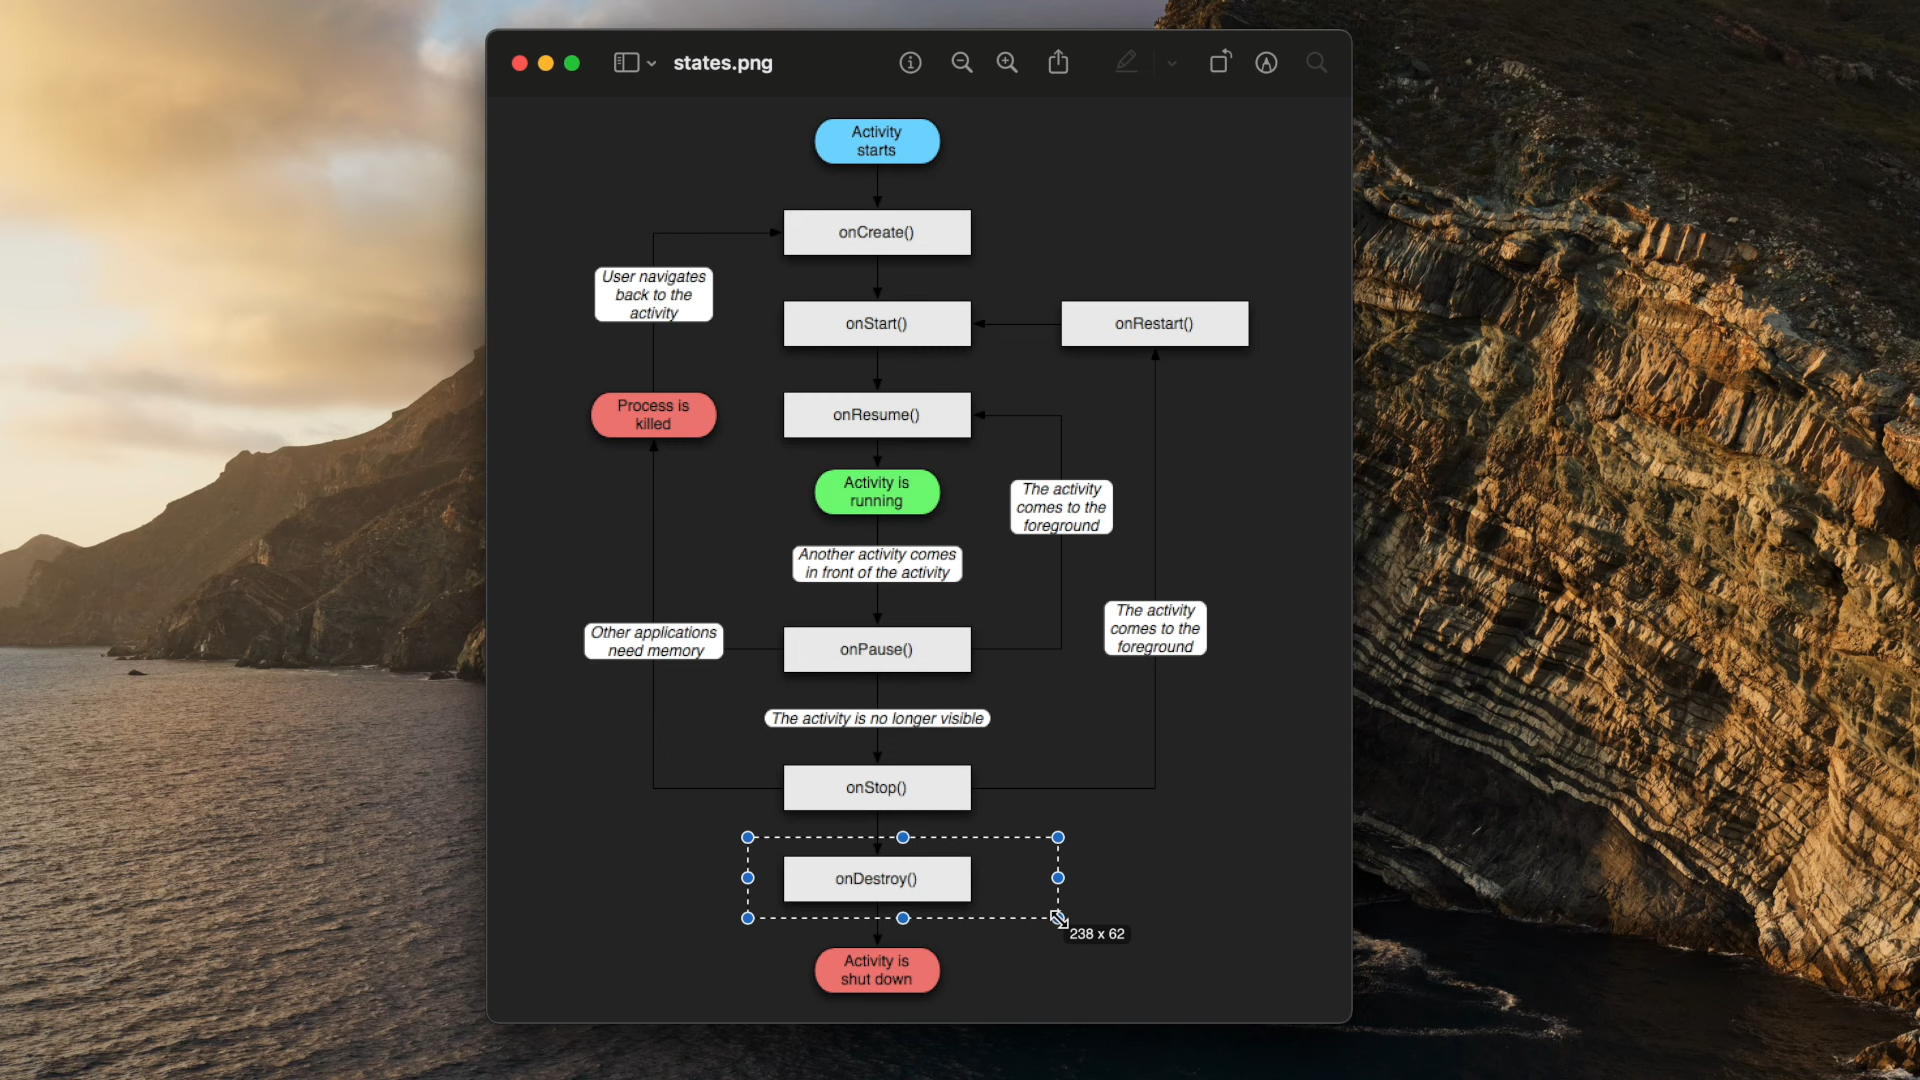 states.png
Activity
starts
onCreate()
User navigates
back to the
activity
onStart()
onRestart()
Process is
killed
onResume()
Activity is
running
The activity
comes to the
foreground
Another activity comes
in front of the activity
The activity
comes to the
foreground
Other applications
need memory
onPause()
The activity is no longer visible
onStop()
onDestroy()
238 x 62
Activity is
shut down